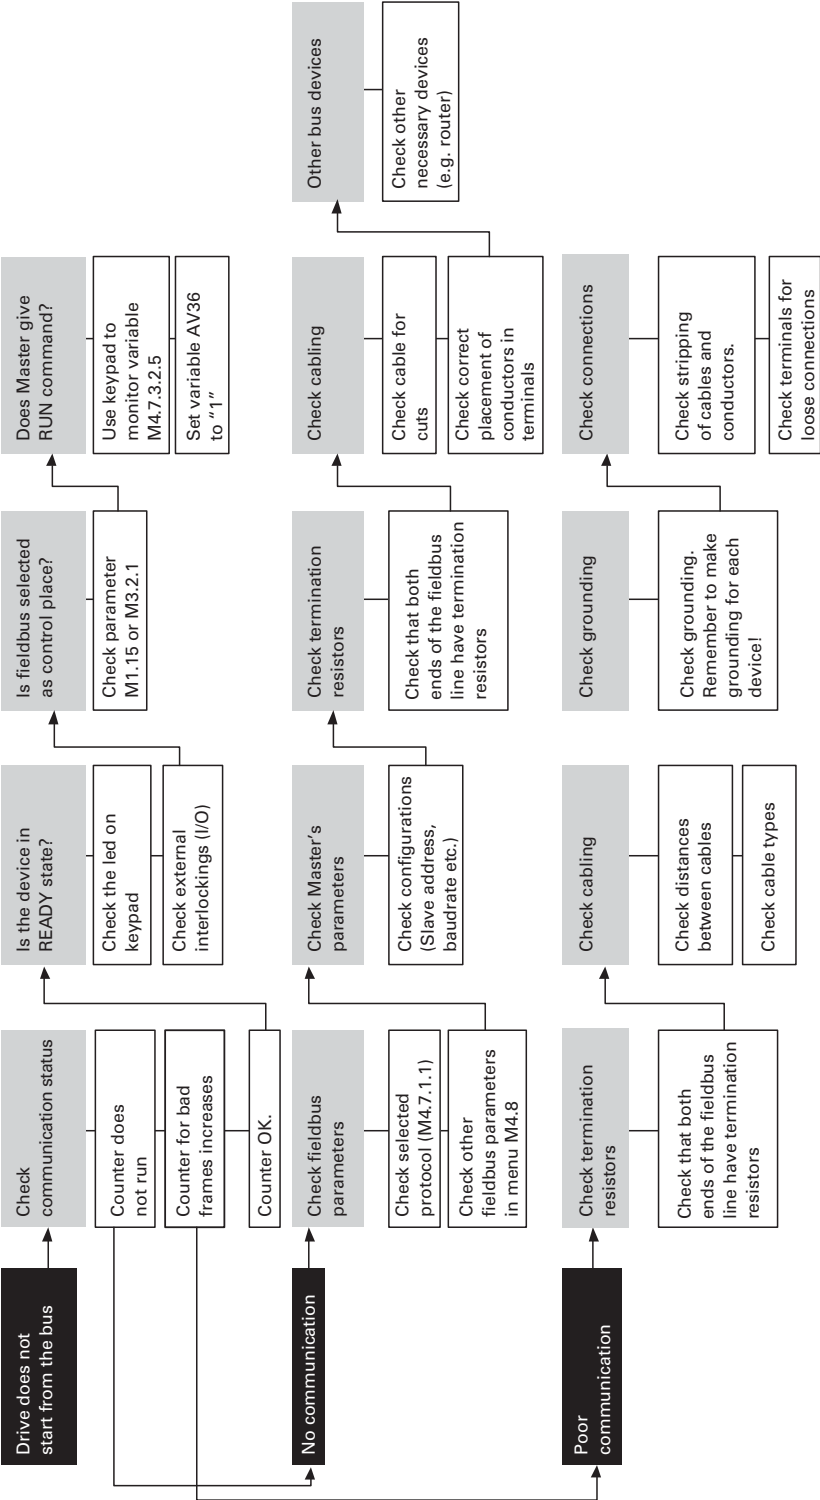 Drive does not
start from the bus
Check
communication status
Counter does
not run
Counter for bad
frames increases
Counter OK.
Is the device in
READY state?
Check the led on
keypad
Check external
interlockings (I/O)
Is fieldbus selected
as control place?
Check parameter
M1.15 or M3.2.1
Does Master give
RUN command?
Use keypad to
monitor variable
M4.7.3.2.5
Set variable AV36
to “1”
No communication
Check fieldbus
parameters
Check selected
protocol (M4.7.1.1)
Check other
fieldbus parameters
in menu M4.8
Check Master’s
parameters
Check configurations
(Slave address,
baudrate etc.)
Check termination
resistors
Check that both
ends of the fieldbus
line have termination
resistors
Check cabling
Check cable for
cuts
Check correct
placement of
conductors in
terminals
Other bus devices
Check other
necessary devices
(e.g. router)
Poor
communication
Check termination
resistors
Check that both
ends of the fieldbus
line have termination
resistors
Check cabling
Check distances
between cables
Check cable types
Check grounding
Check grounding.
Remember to make
grounding for each
device!
Check connections
Check stripping
of cables and
conductors.
Check terminals for
loose connections